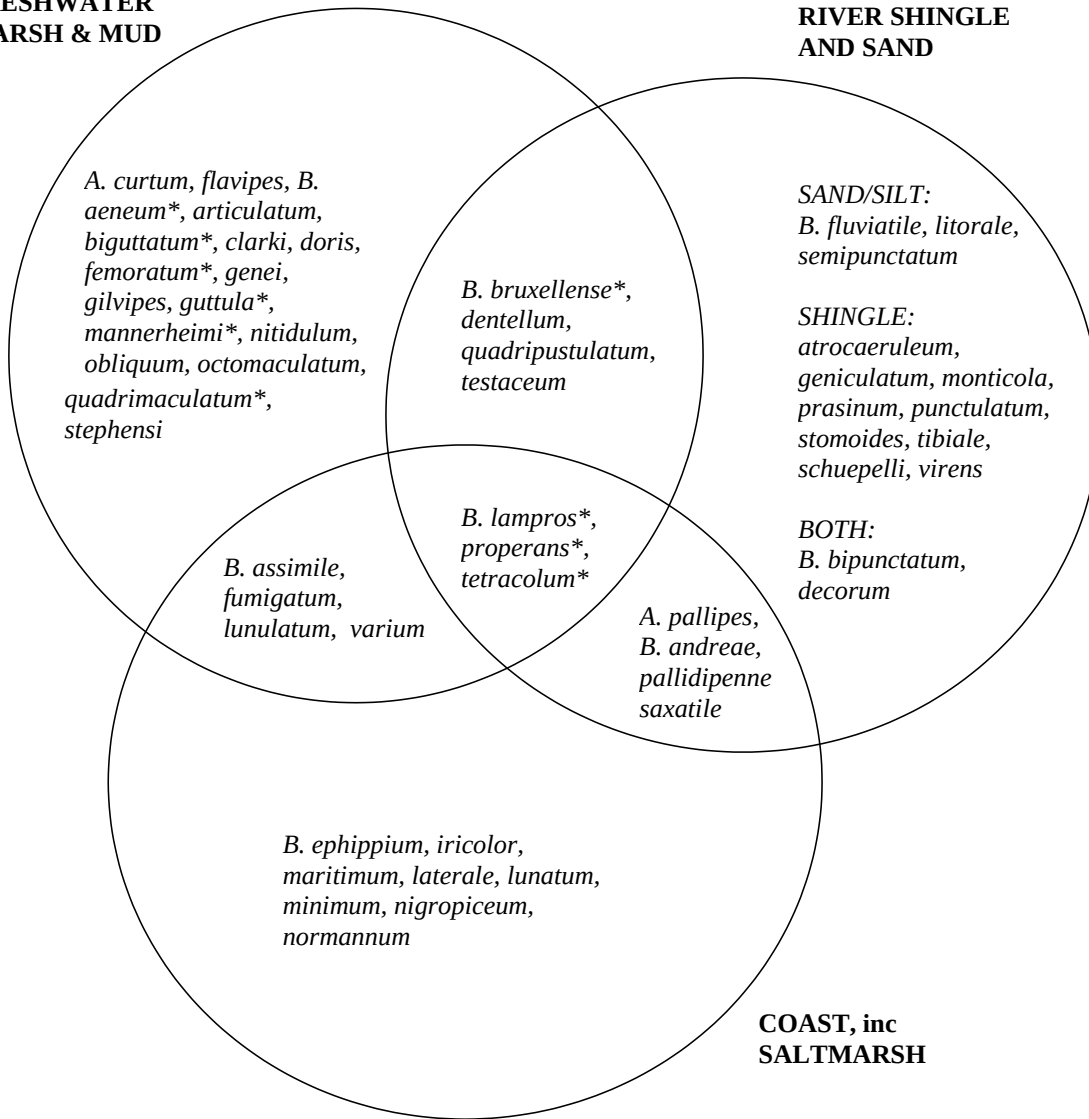 ESHWATER
ARSH & MUD
RIVER SHINGLE
AND SAND
A. curtum, flavipes, B.
aeneum*, articulatum,
biguttatum*, clarki, doris,
femoratum*, genei,
gilvipes, guttula*,
mannerheimi*, nitidulum,
obliquum, octomaculatum,
quadrimaculatum*,
stephensi
B. bruxellense*,
dentellum,
quadripustulatum,
testaceum
SAND/SILT:
B. fluviatile, litorale,
semipunctatum
SHINGLE:
atrocaeruleum,
geniculatum, monticola,
prasinum, punctulatum,
stomoides, tibiale,
schuepelli, virens
BOTH:
B. bipunctatum,
decorum
B. lampros*,
properans*,
tetracolum*
B. assimile,
fumigatum,
lunulatum, varium
A. pallipes,
B. andreae,
pallidipenne
saxatile
B. ephippium, iricolor,
maritimum, laterale, lunatum,
minimum, nigropiceum,
normannum
COAST, inc
SALTMARSH